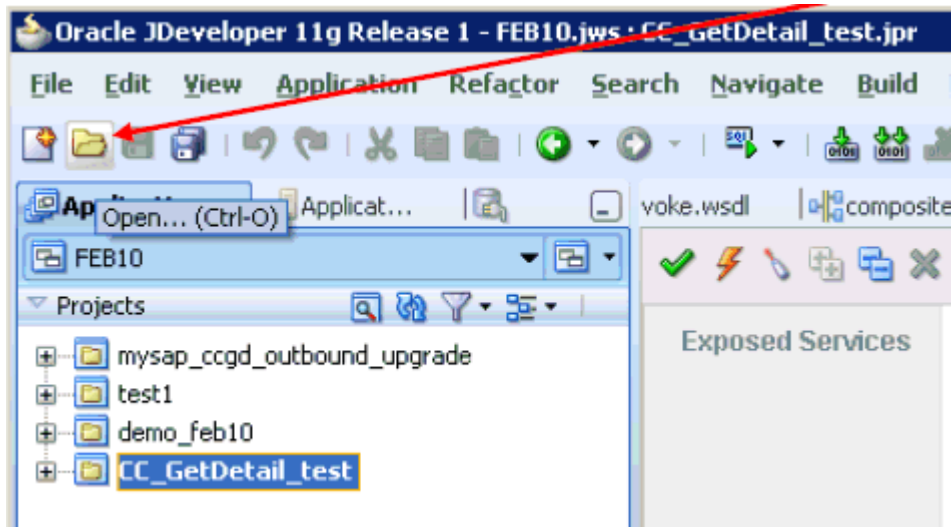 Oracle JDeveloper 11g Release 1 - FEB10.jws : CC_GetDetail_test.jpr
File Edit View Application Refactor Search Navigate Build
SQL
Applicat...
voke.wsdl
composite
Open... (Ctrl-O)
FEB10
Projects
Exposed Services
mysap_ccgd_outbound_upgrade
test1
demo_feb10
CC_GetDetail_test